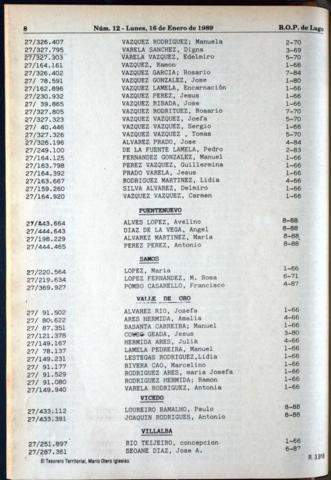 8 Núm. 12 - Lunes, 16 de Enero de 1989 B.O.P. de Lugo
27/326.407 VAZQUEZ RODRIGUEZ; Manuela 2-70
27/327.795 VARELA SANCHEZ, Digna 3-69
27/327.303 VARELA VAZQUEZ, Edelmiro 5-70
27/164.161 VAZQUEZ, Ramon 1-66
27/326.402 VAZQUEZ GARCIA; Rosario 7-84
27/ 78.591 VAZQUEZ GONZALEZ, Jose 1-80
27/162.896 VAZQUEZ LAMELA, Encarnación 1-66
27/230.932 VAZQUEZ PEREZ, Jesus 1-66
27/ 39.865 VAZQUEZ RIBADA, Jose 1-66
27/327.805 VAZQUEZ RODRITUEZ, Rosario 7-70
27/327.323 VAZQUEZ VAZQUEZ, Josefa 5-70
27/ 40.446 VAZQUEZ VAZQUEZ, Sergio 1-66
27/327.326 VAZQUEZ VAZQUEZ , Tomas 5-70
27/326.196 ALVAREZ PRADO, Jose 4-84
27/249.100 DE LA FUENTE LAMELA, Pedro 2-83
27/164.125 FERNANDEZ GONZALEZ, Manuel 1-66
27/163.798 PEREZ VAZQUEZ, Guillermina 1-66
27/164.392 PRADO VARELA, Jesus 1-66
27/163.667 RODRIGUEZ MARTINEZ, Lidia 4-66
27/159.260 SILVA ALVAREZ, Delmiro 1-66
27/164.920 VAZQUEZ VAZQUEZ, Carmen 1-66
PUENTENUEVO
27/443.664 ALVES LOPEZ, Avelino 8-88
27/444.643 DIAZ DE LA VEGA, Angel 8-88
27/198.229 ALVAREZ MARTINEZ, Maria 8-88
27/444.465 PEREZ PEREZ, Antonio 8-88
SAMOS
27/220.564 LOPEZ, Maria 1-66
27/219.634 LOPEZ FERNANDEZ, M. Rosa 6-71
27/369.927 POMBO CASARELLO, Francisco 4-87
VALLE DE ORO
27/ 91.502 ALVAREZ RIO, Josefa 1-66
27/ 80.622 ARES HERMIDA, Amalia 4-66
27/ 87.351 BASANTA CARREIRA; Manuel 1-66
27/121.378 GEADA, Jesus 5-80
27/149.167 HERMIDA ARES, Julia 4-66
27/ 78.137 LAMELA PEDREIRA, Manuel 1-66
27/149.231 LESTEGAS RODRIGUEZ,Lidia 1-66
27/ 91.177 RIVERA CAO, Marcelino 1-66
27/ 91.529 RODRIGUEZ ARES, maria Josefa 1-66
27/ 91.080 RODRIGUEZ HERMIDA; Ramon 1-66
27/149.940 VARELA RODRIGUEZ, Antonio 1-66
VICEDO
27/433.112 LOUREIRO RAMALHO, Paulo 8-88
27/433.391 JOAQUIN RODRIGUES, Antonio 8-88
VILLALBA
27/251.897 RIO TEIJEIRO, concepcion 1-66
27/287.361 SEOANE DIAZ, Jose A. 6-87
El Tesorero Territorial, Mario Otero Iglesias.